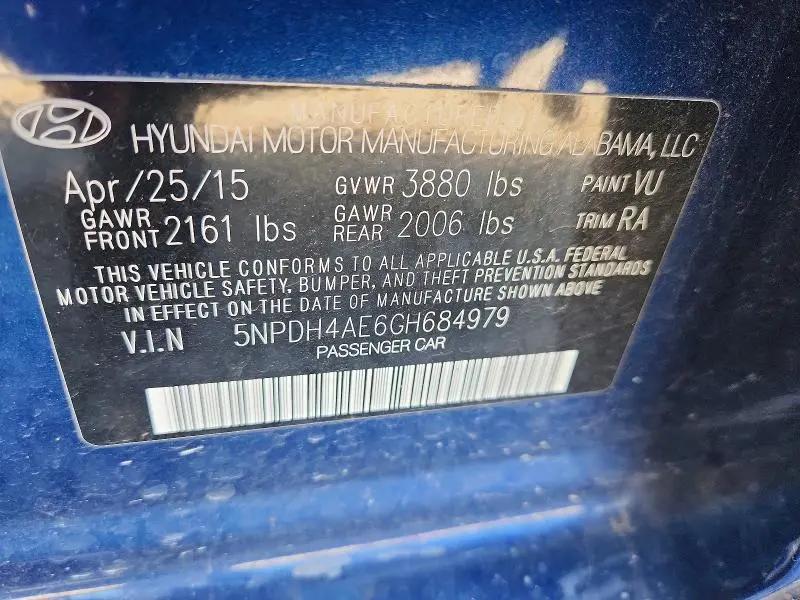 MANUFACTURER
HYUNDAI MOTOR MANUFACTURING ALABAMA, LLC
Apr/25/15 GVWR 3880 lbs PAINT VU
GAWR FRONT 2161 lbs GAWR REAR 2006 lbs TRIM RA
THIS VEHICLE CONFORMS TO ALL APPLICABLE U.S.A. FEDERAL
MOTOR VEHICLE SAFETY, BUMPER, AND THEFT PREVENTION STANDARDS
IN EFFECT ON THE DATE OF MANUFACTURE SHOWN ABOVE
V.I.N 5NPDH4AE6GH684979
PASSENGER CAR